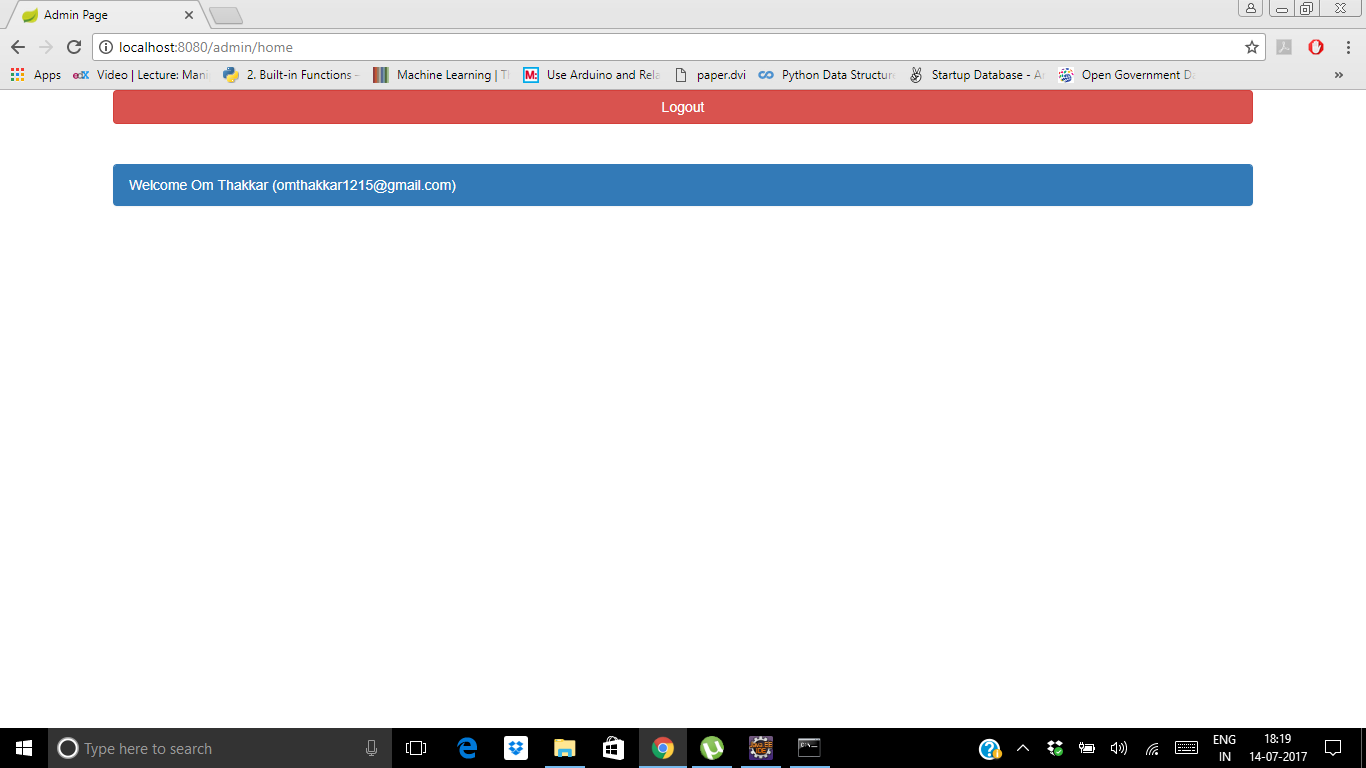 Admin Page
localhost:8080/admin/home
Apps edX Video | Lecture: Mani 2. Built-in Functions - Machine Learning | T M: Use Arduino and Rela paper.dvi Python Data Structur Startup Database - A Open Government Da
Logout
Welcome Om Thakkar (omthakkar1215@gmail.com)
Type here to search
ENG 18:19
IN 14-07-2017